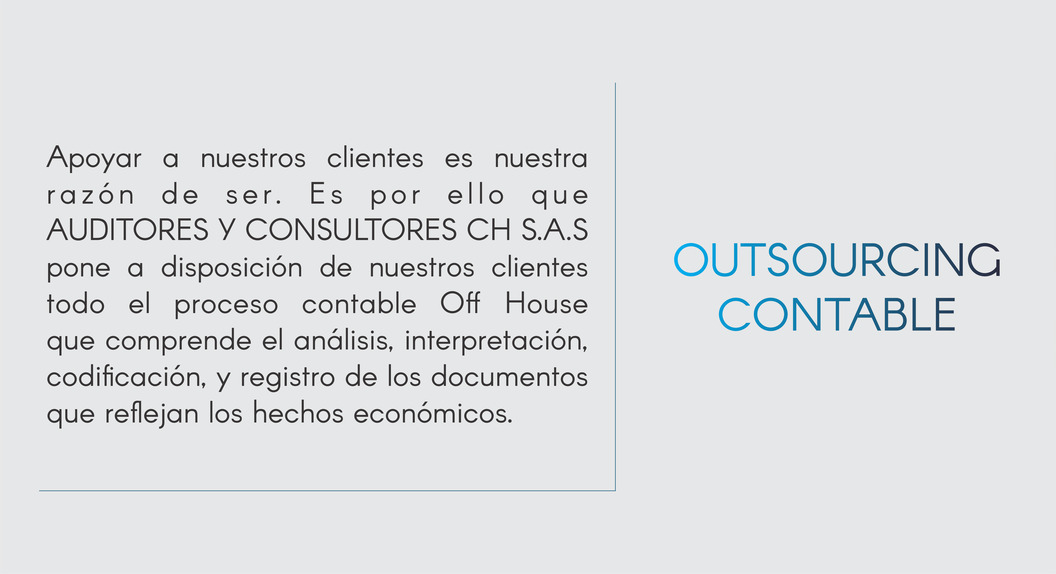 Apoyar a nuestros clientes es nuestra
razón de ser. Es por ello que
AUDITORES Y CONSULTORES CH S.A.S
pone a disposición de nuestros clientes
todo el proceso contable Off House
que comprende el análisis, interpretación,
codificación, y registro de los documentos
que reflejan los hechos económicos.
OUTSOURCING
CONTABLE